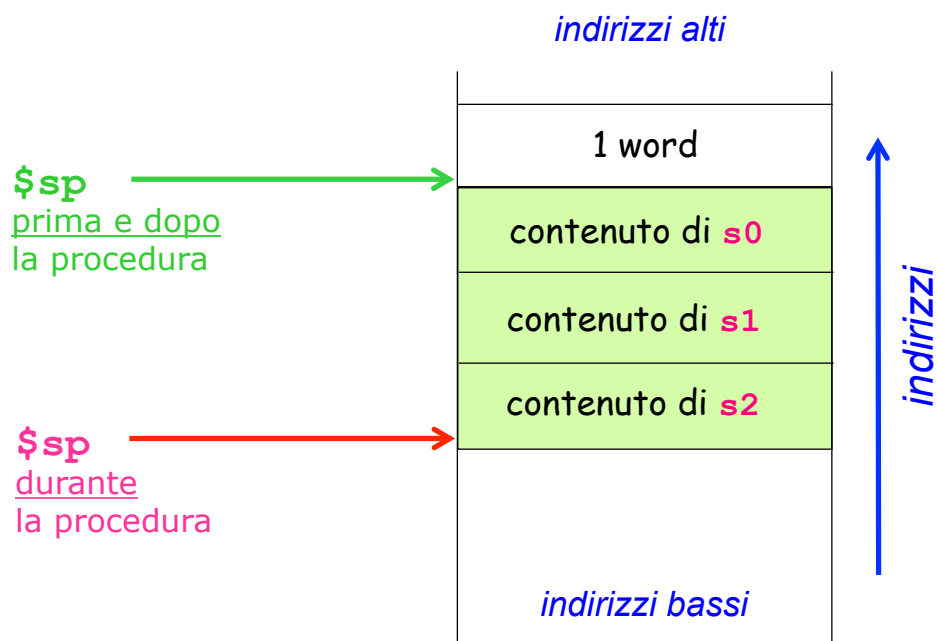 indirizzi alti
1 word
$sp
prima e dopo
la procedura
contenuto di s0
contenuto di s1
contenuto di s2
$sp
durante
la procedura
indirizzi
indirizzi bassi